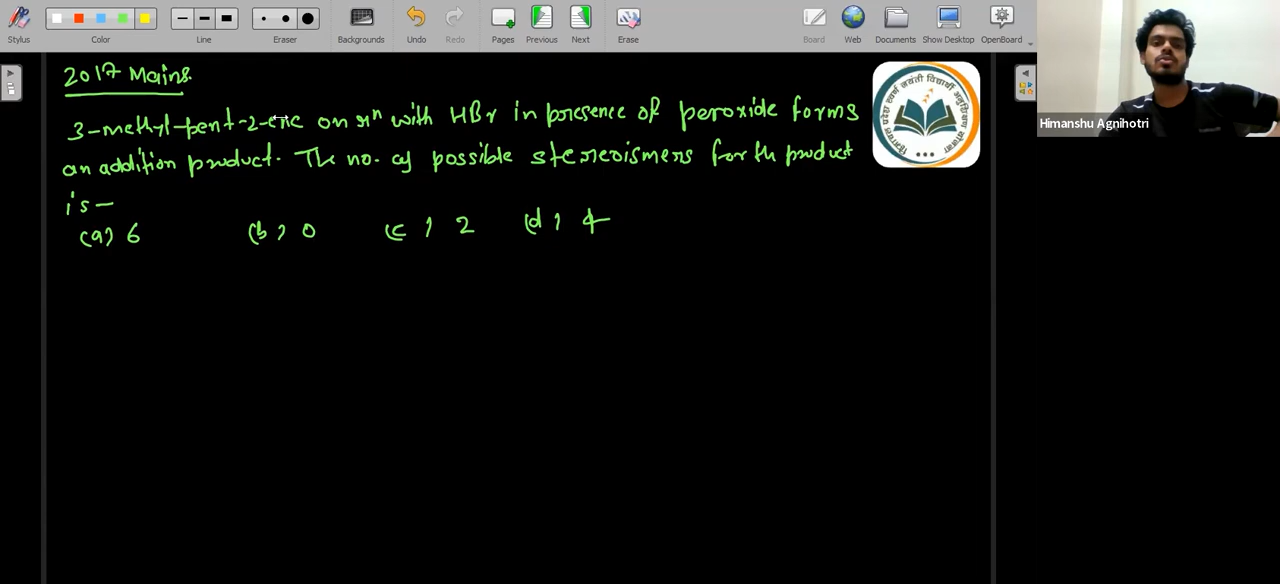 Stylus
Color
Line
Eraser
Backgrounds
Undo
Redo
Pages
Previous
Next
Erase
Board
Web
Documents
Show Desktop
OpenBoard
2017 Mains.
3-methyl-pent-2-ene on rxn with HBr in presence of peroxide forms
an addition product. The no. of possible stereoismers for th product
is—
(a) 6 (b) 0 (c) 2 (d) 4
Himanshu Agnihotri